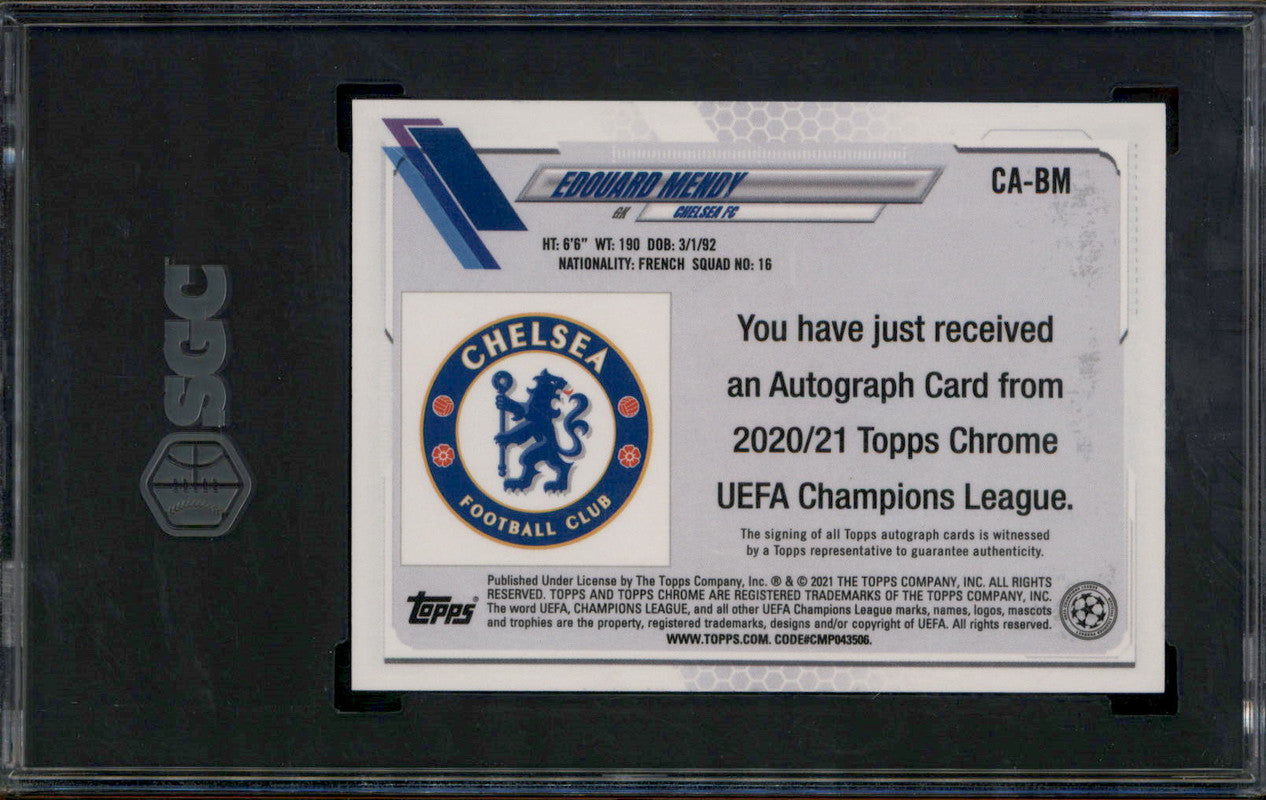 SGC
EDOUARD MENDY
CA-BM
GK
CHELSEA FC
HT: 6'6" WT: 190 DOB: 3/1/92
NATIONALITY: FRENCH SQUAD NO: 16
CHELSEA
FOOTBALL CLUB
You have just received
an Autograph Card from
2020/21 Topps Chrome
UEFA Champions League.
The signing of all Topps autograph cards is witnessed
by a Topps representative to guarantee authenticity.
Topps
Published Under License by The Topps Company, Inc. ® & © 2021 THE TOPPS COMPANY, INC. ALL RIGHTS
RESERVED. TOPPS AND TOPPS CHROME ARE REGISTERED TRADEMARKS OF THE TOPPS COMPANY, INC.
The word UEFA, CHAMPIONS LEAGUE, and all other UEFA Champions League marks, names, logos, mascots
and trophies are the property, registered trademarks, designs and/or copyright of UEFA. All rights reserved.
WWW.TOPPS.COM. CODE#CMP043506.